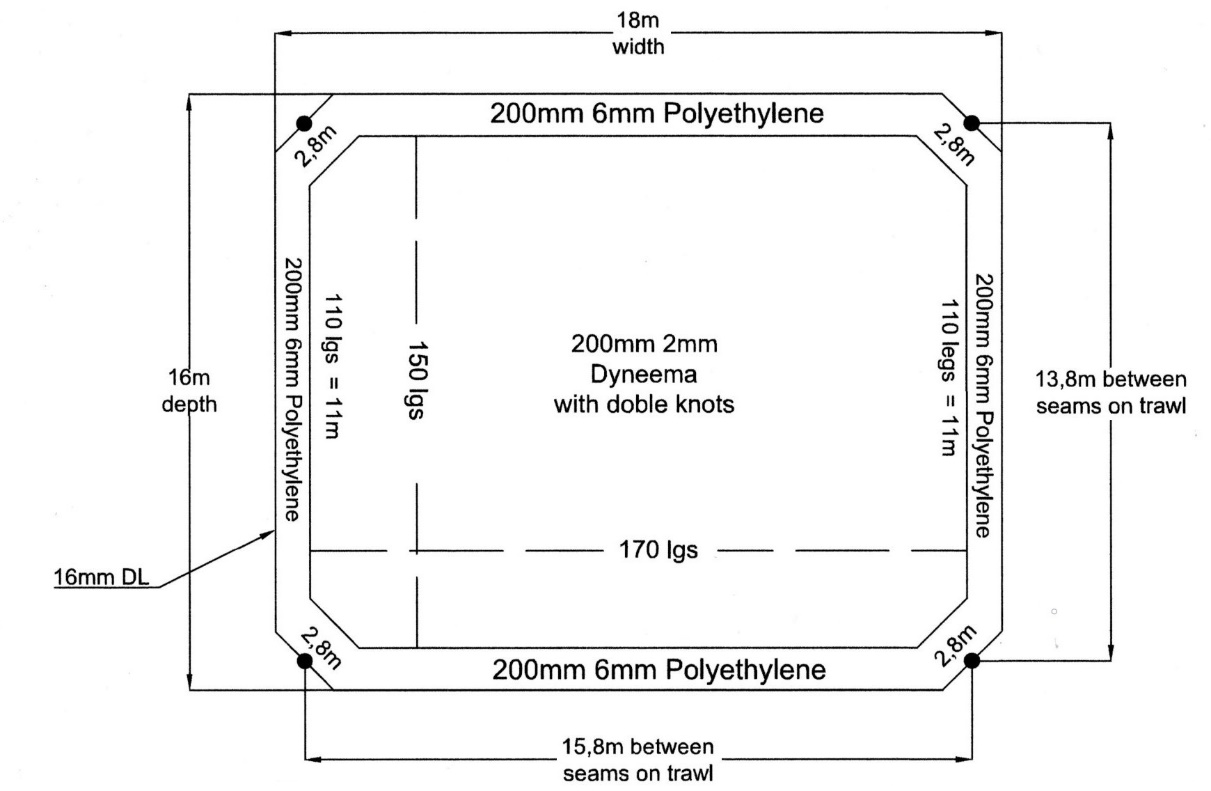 18m
width
200mm 6mm Polyethylene
2,8m
2,8m
200mm 6mm Polyethylene
110 lgs = 11m
150 lgs
200mm 2mm
Dyneema
with doble knots
110 legs = 11m
200mm 6mm Polyethylene
16m
depth
13,8m between
seams on trawl
170 lgs
16mm DL
2,8m
2,8m
200mm 6mm Polyethylene
15,8m between
seams on trawl